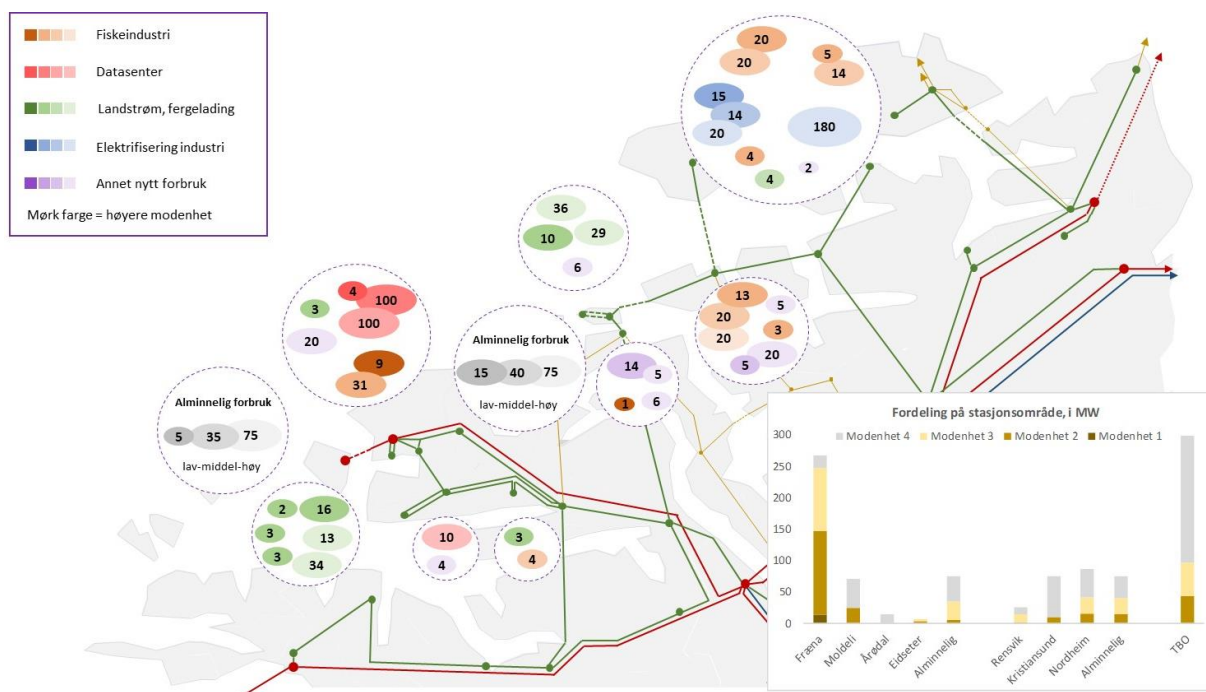 Fiskeindustri
Datasenter
Landstrøm, fergelading
Elektrifisering industri
Annet nytt forbruk
Mørk farge = høyere modenhet
20
20
5
14
15
14
20
180
4
4
2
36
10
29
6
4
100
3
100
20
9
31
13
5
20
3
20
20
5
Alminnelig forbruk
15 40 75
lav-middel-høy
14
5
1
6
Alminnelig forbruk
5 35 75
lav-middel-høy
2
16
3
13
3
34
10
4
3
4
Fordeling på stasjonsområde, i MW
Modenhet 4 Modenhet 3 Modenhet 2 Modenhet 1
300
250
200
150
100
50
0
Fræna
Moldeli
Årødal
Eidseter
Alminnelig
Rensvik
Kristiansund
Nordheim
Alminnelig
TBO